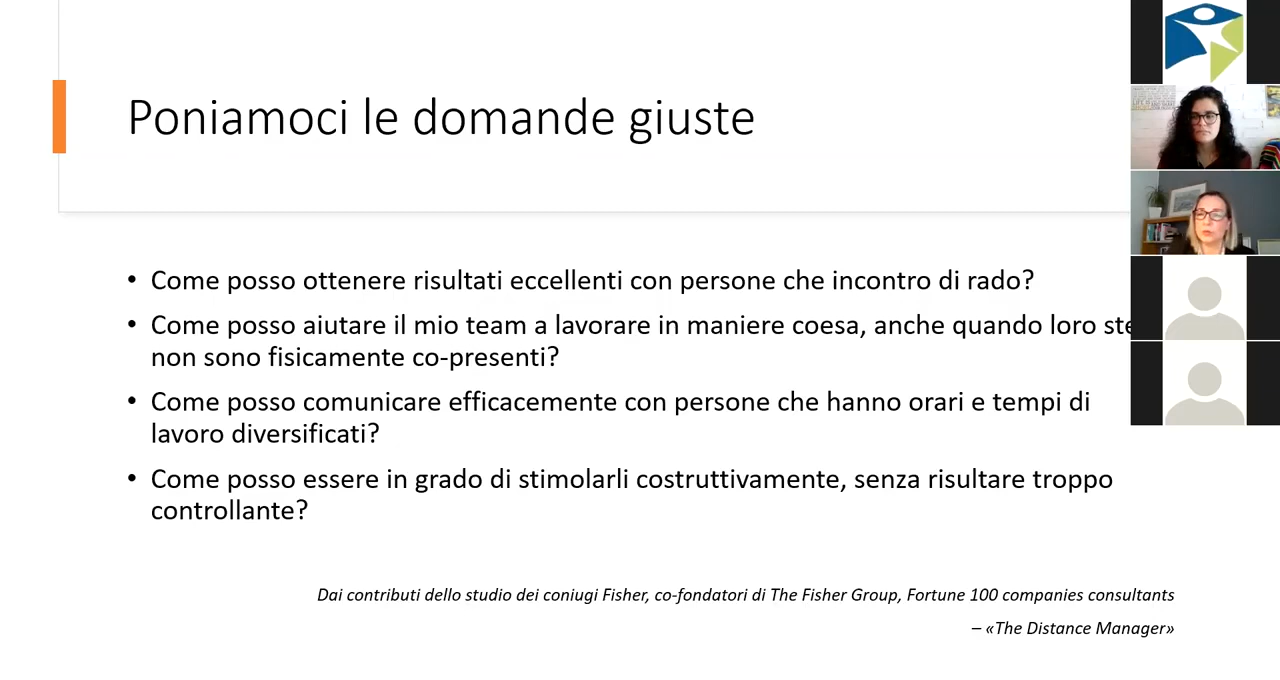 Poniamoci le domande giuste
• Come posso ottenere risultati eccellenti con persone che incontro di rado?
• Come posso aiutare il mio team a lavorare in maniere coesa, anche quando loro
non sono fisicamente co-presenti?
• Come posso comunicare efficacemente con persone che hanno orari e tempi di
lavoro diversificati?
• Come posso essere in grado di stimolarli costruttivamente, senza risultare troppo
controllante?
Dai contributi dello studio dei coniugi Fisher, co-fondatori di The Fisher Group, Fortune 100 companies consultants
– «The Distance Manager»